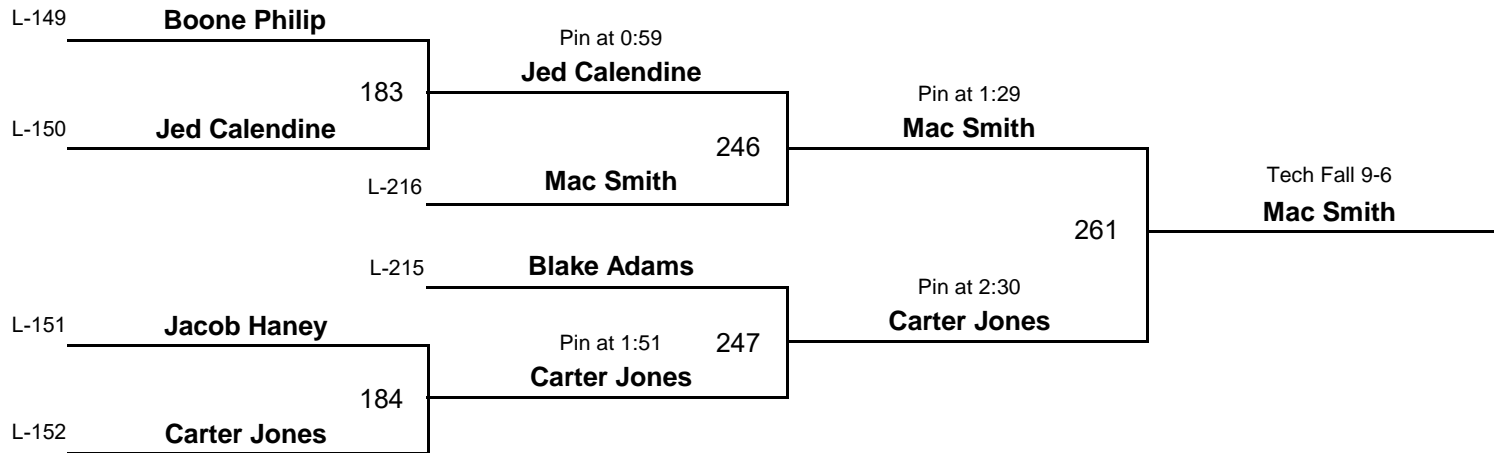 L-149 Boone Philip
Pin at 0:59
Jed Calendine
183
Pin at 1:29
L-150 Jed Calendine
Mac Smith
246
Tech Fall 9-6
L-216 Mac Smith
Mac Smith
261
L-215 Blake Adams
Pin at 2:30
L-151 Jacob Haney
Carter Jones
Pin at 1:51
247
Carter Jones
184
L-152 Carter Jones